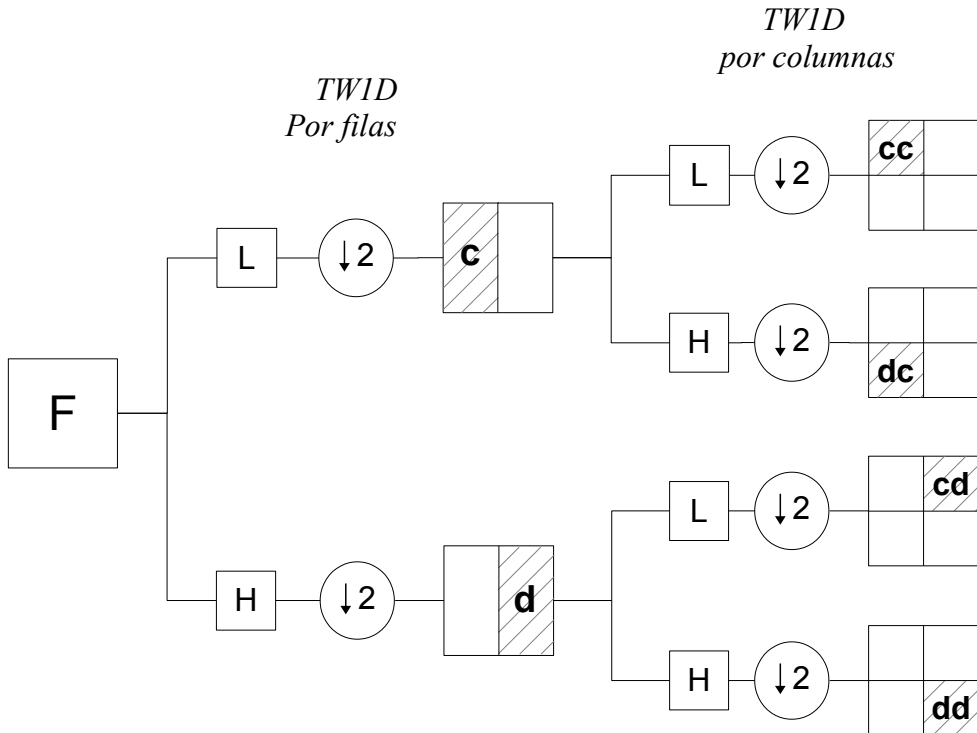 TW1D
por columnas
TW1D
Por filas
L
↓2
cc
L
↓2
c
H
↓2
dc
F
L
↓2
cd
H
↓2
d
H
↓2
dd